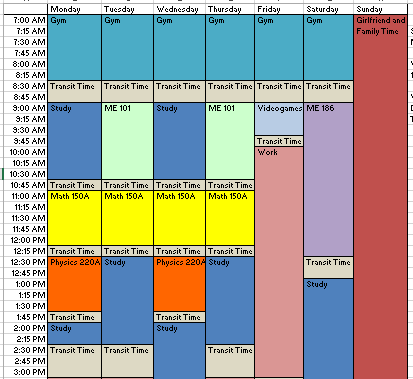 Monday Tuesday Wednesday Thursday Friday Saturday Sunday
7:00 AM Gym Gym Gym Gym Gym Gym Girlfriend and
7:15 AM Family Time
7:30 AM
7:45 AM
8:00 AM
8:15 AM
8:30 AM Transit Time Transit Time Transit Time Transit Time Transit Time Transit Time
8:45 AM
9:00 AM Study ME 101 Study ME 101 Videogames ME 186
9:15 AM
9:30 AM
9:45 AM Transit Time
10:00 AM Work
10:15 AM
10:30 AM
10:45 AM Transit Time Transit Time Transit Time Transit Time
11:00 AM Math 150A Math 150A Math 150A Math 150A
11:15 AM
11:30 AM
11:45 AM
12:00 PM
12:15 PM Transit Time Transit Time Transit Time Transit Time
12:30 PM Physics 220A Study Physics 220A Study Transit Time
12:45 PM
1:00 PM Study
1:15 PM
1:30 PM
1:45 PM Transit Time Transit Time
2:00 PM Study Study
2:15 PM
2:30 PM Transit Time Transit Time Transit Time
2:45 PM
3:00 PM